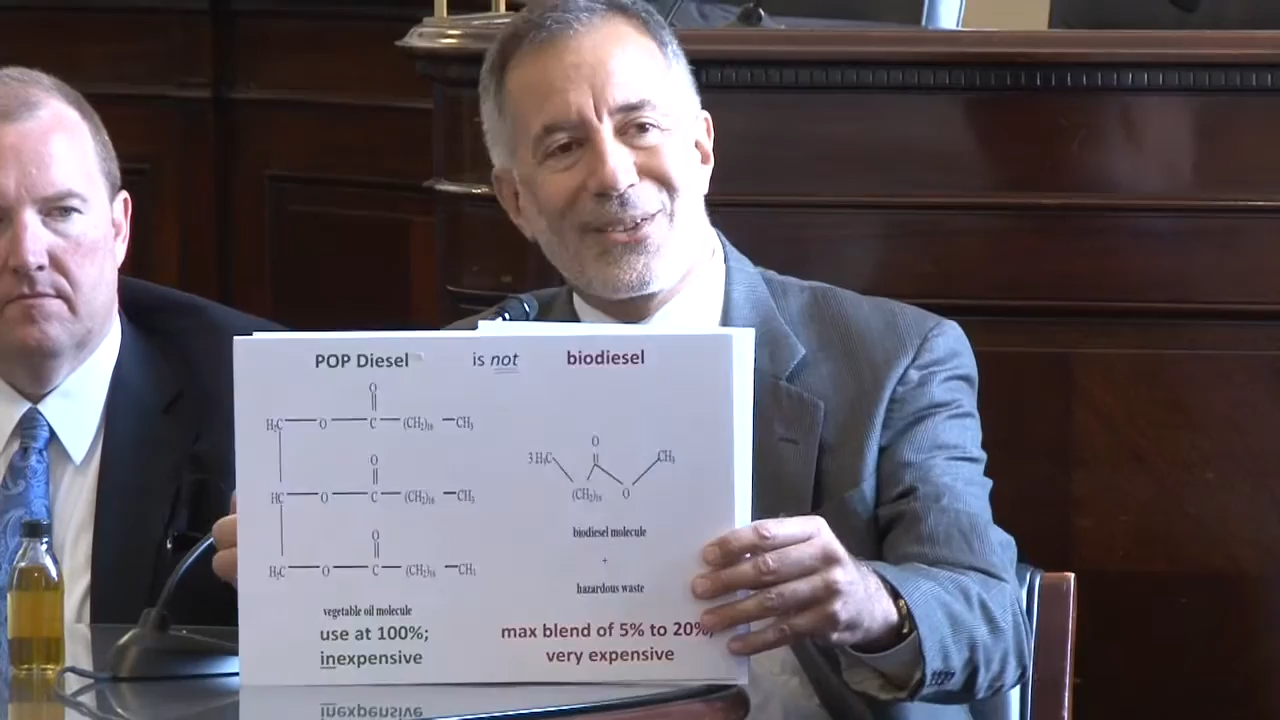 POP Diesel is not biodiesel
O
H₂C O C (CH₂)₁₆ CH₃
O
HC O C (CH₂)₁₆ CH₃
O
H₂C O C (CH₂)₁₆ CH₃
vegetable oil molecule
use at 100%;
inexpensive
O
3 H₃C CH₃
(CH₂)₁₆ O
biodiesel molecule
+
hazardous waste
max blend of 5% to 20%,
very expensive